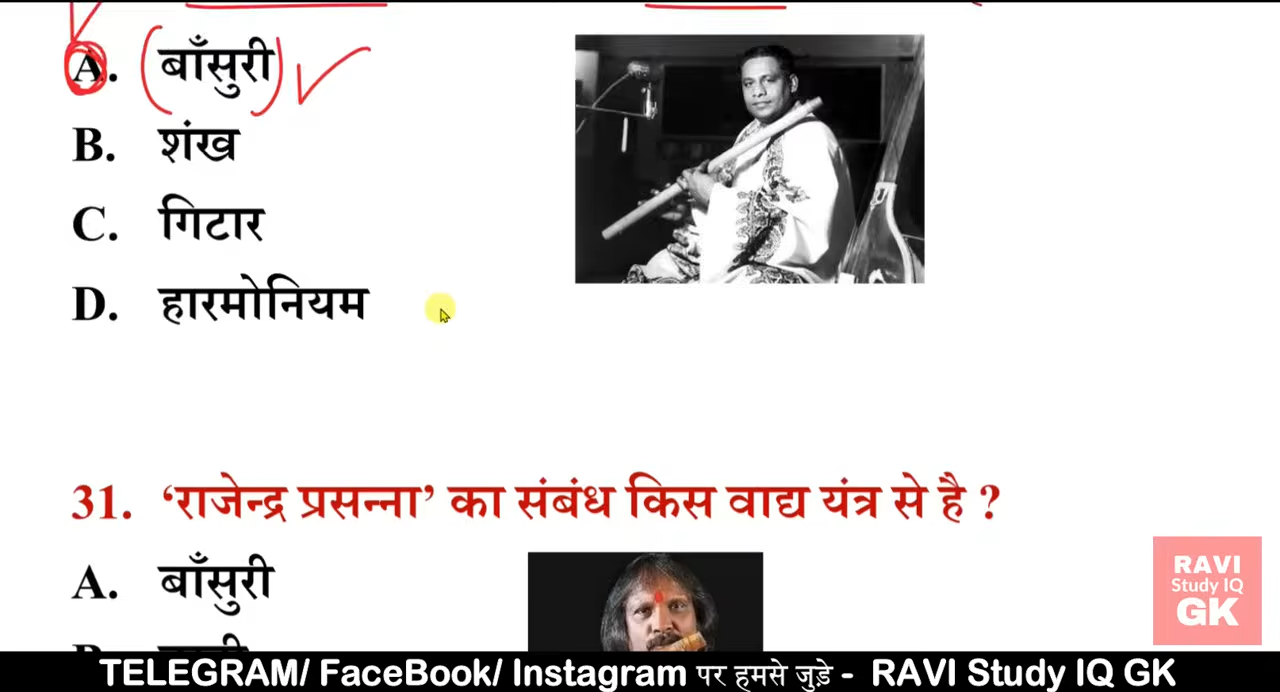 A. (बाँसुरी)
B. शंख
C. गिटार
D. हारमोनियम
31. ‘राजेन्द्र प्रसन्ना’ का संबंध किस वाद्य यंत्र से है ?
A. बाँसुरी
RAVI
Study IQ
GK
TELEGRAM/ FaceBook/ Instagram पर हमसे जुड़े - RAVI Study IQ GK